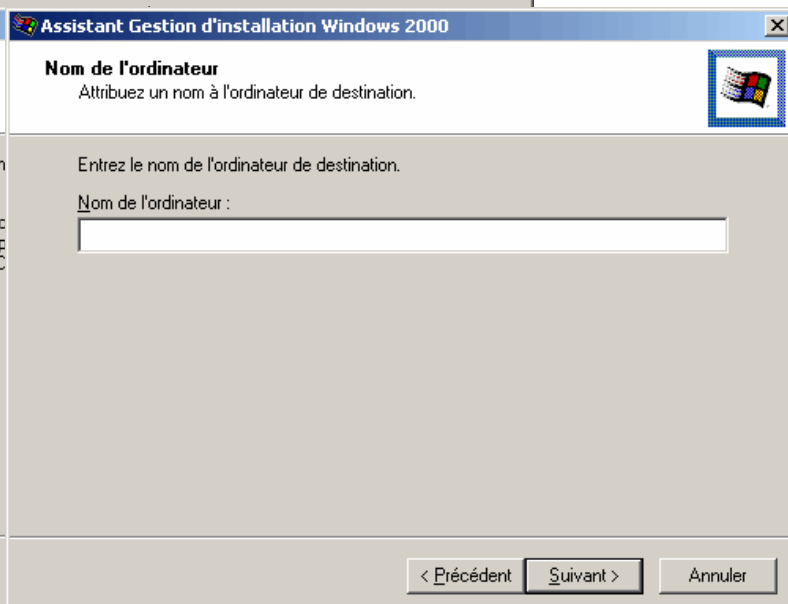 Assistant Gestion d'installation Windows 2000
Nom de l'ordinateur
Attribuez un nom à l'ordinateur de destination.
Entrez le nom de l'ordinateur de destination.
Nom de l'ordinateur :
< Précédent Suivant > Annuler